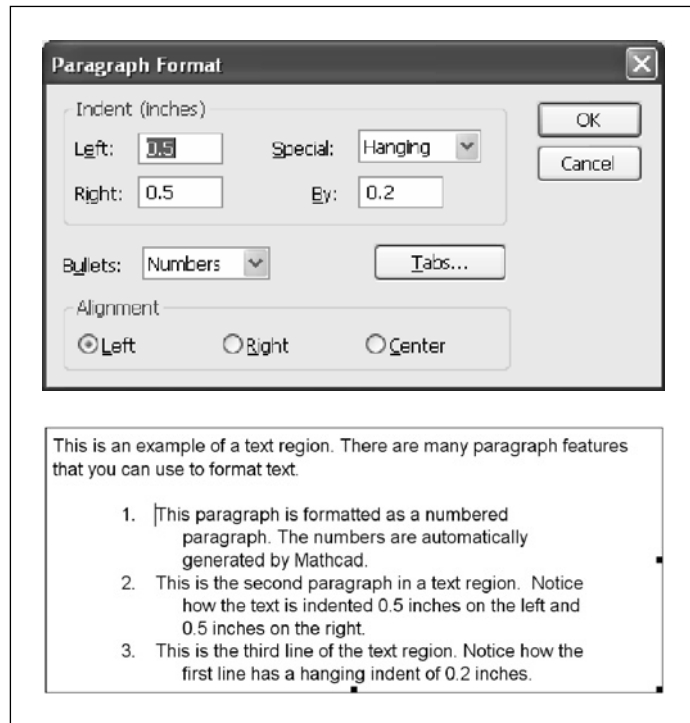 Paragraph Format
Indent (inches)
Left: 0.5 Special: Hanging
Right: 0.5 By: 0.2
OK
Cancel
Bullets: Numbers Tabs...
Alignment
Left Right Center
This is an example of a text region. There are many paragraph features
that you can use to format text.
1. This paragraph is formatted as a numbered
paragraph. The numbers are automatically
generated by Mathcad.
2. This is the second paragraph in a text region. Notice
how the text is indented 0.5 inches on the left and
0.5 inches on the right.
3. This is the third line of the text region. Notice how the
first line has a hanging indent of 0.2 inches.